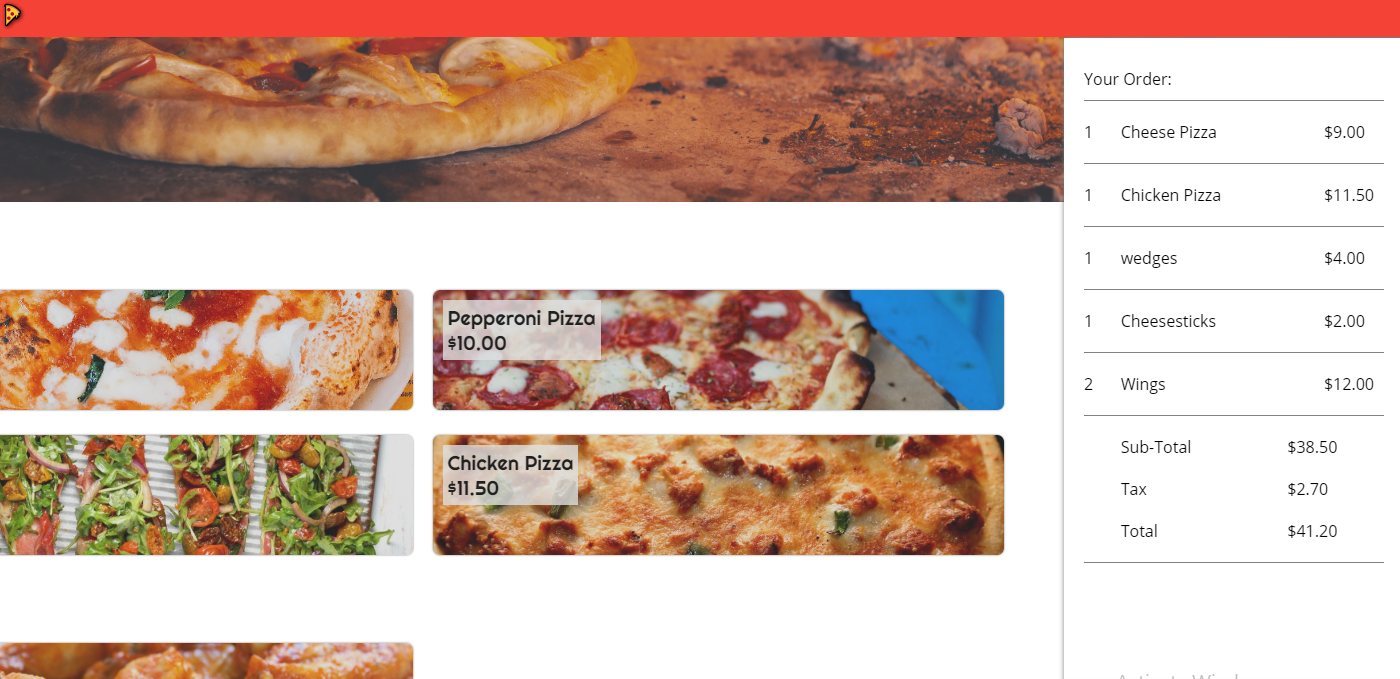 Your Order:
1 Cheese Pizza $9.00
1 Chicken Pizza $11.50
1 wedges $4.00
1 Cheesesticks $2.00
2 Wings $12.00
Sub-Total $38.50
Tax $2.70
Total $41.20
Pepperoni Pizza
$10.00
Chicken Pizza
$11.50